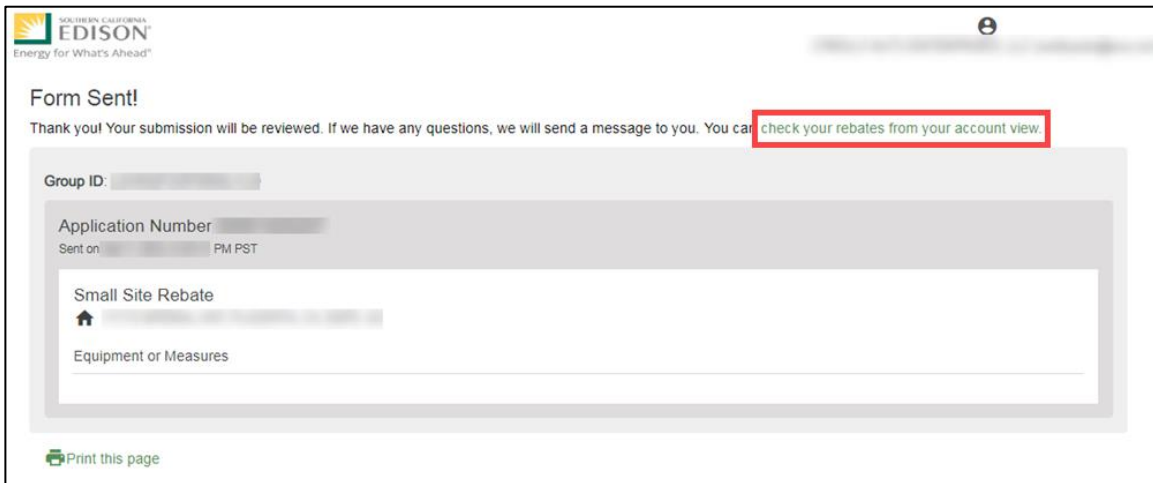 SOUTHERN CALIFORNIA
EDISON®
Energy for What's Ahead®
Form Sent!
Thank you! Your submission will be reviewed. If we have any questions, we will send a message to you. You can check your rebates from your account view.
Group ID:
Application Number
Sent on PM PST
Small Site Rebate
Equipment or Measures
Print this page